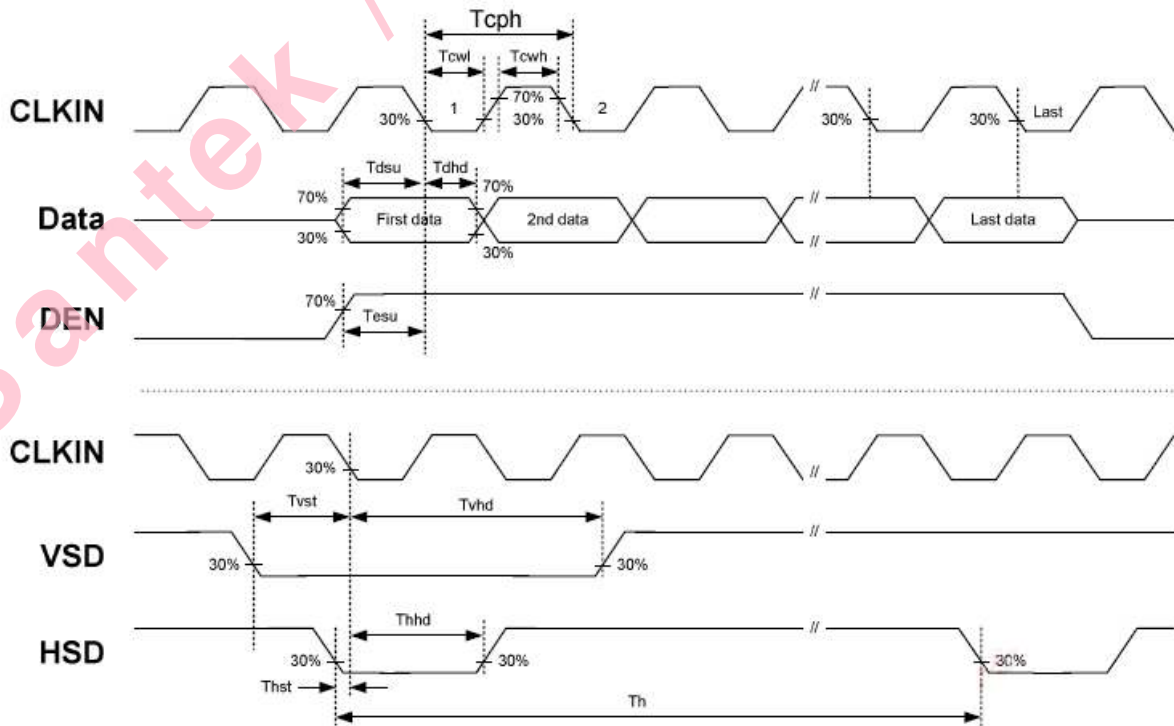 Tcph
Tcwl Tcwh
CLKIN 30% 1 70% 30% 2 // 30% 30% Last
Tdsu Tdhd
Data 70% 30% First data 70% 30% 2nd data // // Last data
DEN 70% Tesu //
CLKIN 30% //
Tvst Tvhd
VSD 30% 30% //
Thhd
HSD 30% 30% // 30%
Thst
Th
santek /